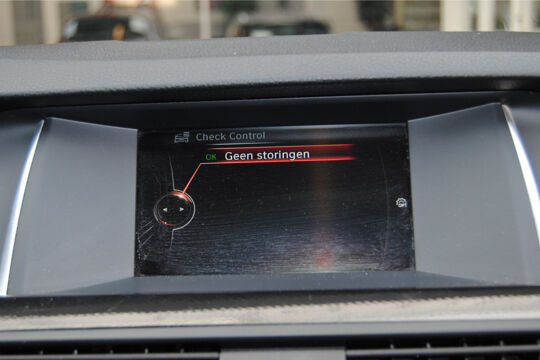 Check Control
OK Geen storingen